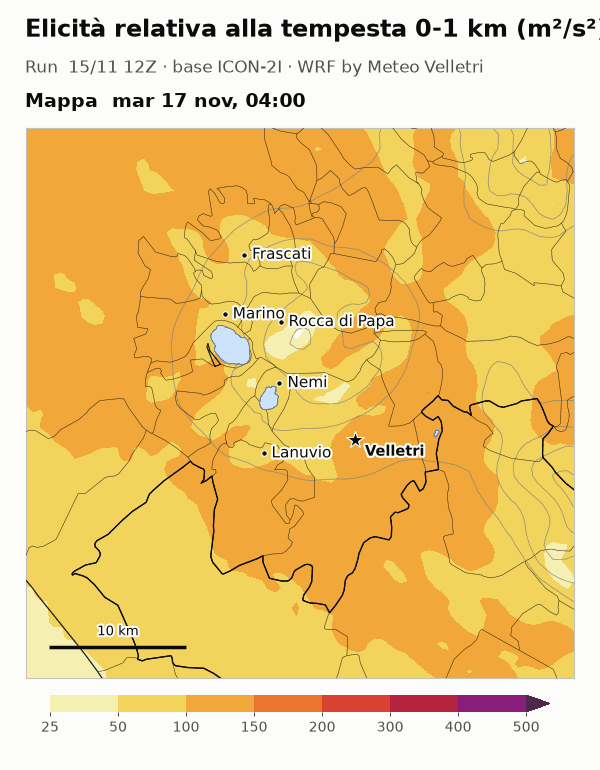 Elicità relativa alla tempesta 0-1 km (m²/s²)
Run 15/11 12Z · base ICON-2I · WRF by Meteo Velletri
Mappa mar 17 nov, 04:00
Frascati
Marino
Rocca di Papa
Nemi
Velletri
Lanuvio
10 km
25 50 100 150 200 300 400 500